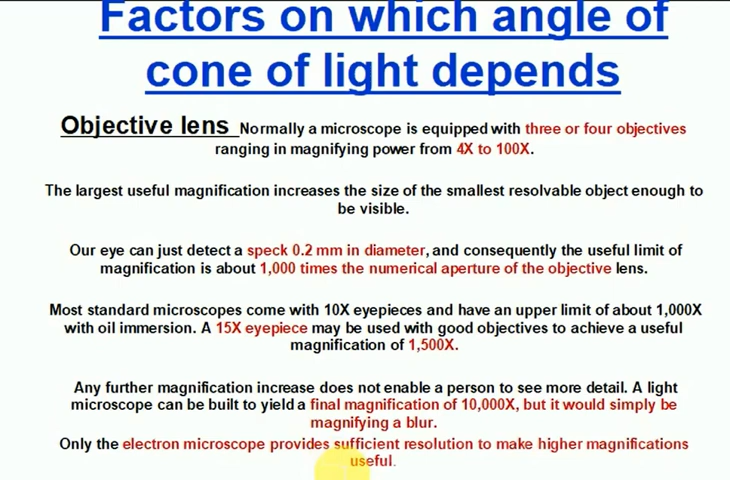 Factors on which angle of
cone of light depends
Objective lens Normally a microscope is equipped with three or four objectives
ranging in magnifying power from 4X to 100X.
The largest useful magnification increases the size of the smallest resolvable object enough to
be visible.
Our eye can just detect a speck 0.2 mm in diameter, and consequently the useful limit of
magnification is about 1,000 times the numerical aperture of the objective lens.
Most standard microscopes come with 10X eyepieces and have an upper limit of about 1,000X
with oil immersion. A 15X eyepiece may be used with good objectives to achieve a useful
magnification of 1,500X.
Any further magnification increase does not enable a person to see more detail. A light
microscope can be built to yield a final magnification of 10,000X, but it would simply be
magnifying a blur.
Only the electron microscope provides sufficient resolution to make higher magnifications
useful.